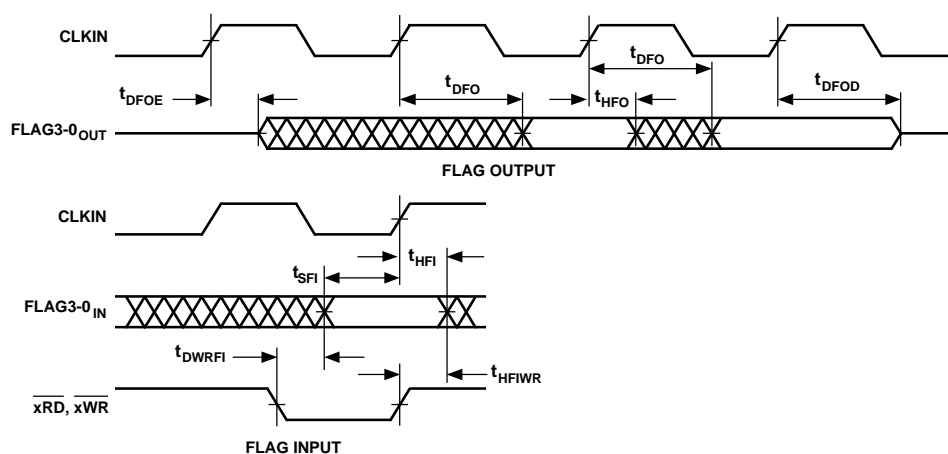 CLKIN
tDFOE
tDFO
tDFO
tHFO
tDFOD
FLAG3-0OUT
FLAG OUTPUT
CLKIN
tSFI
tHFI
FLAG3-0IN
tDWRFI
tHFIWR
xRD, xWR
FLAG INPUT